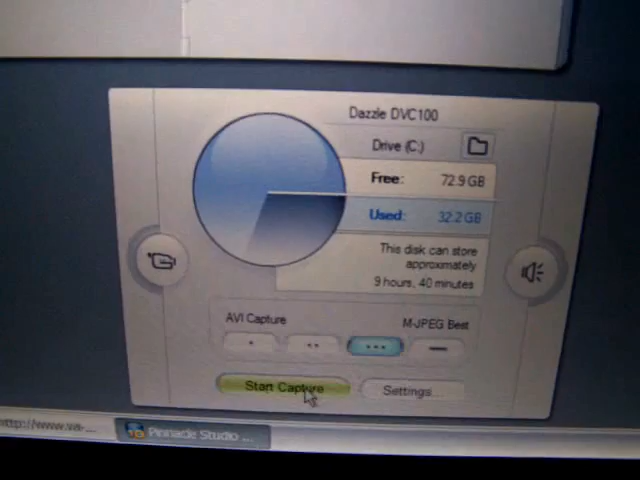 Dazzle DVC100
Drive (C:)
Free: 72.9 GB
Used: 32.2 GB
This disk can store
approximately
9 hours, 40 minutes
AVI Capture
M-JPEG Best
Start Capture
Settings
Pinnacle Studio ...